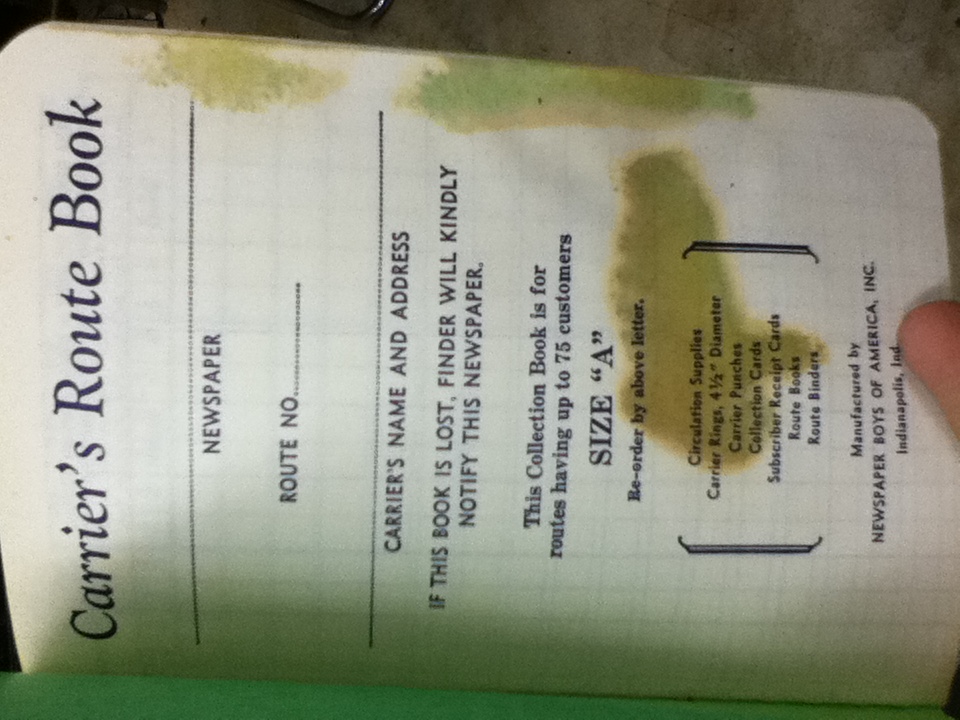 Carrier's Route Book
NEWSPAPER
ROUTE NO.
CARRIER'S NAME AND ADDRESS
IF THIS BOOK IS LOST, FINDER WILL KINDLY
NOTIFY THIS NEWSPAPER.
This Collection Book is for
routes having up to 75 customers
SIZE “A”
Re-order by above letter.
Circulation Supplies
Carrier Rings, 4½″ Diameter
Carrier Punches
Collection Cards
Subscriber Receipt Cards
Route Books
Route Binders
Manufactured by
NEWSPAPER BOYS OF AMERICA, INC.
Indianapolis, Ind.